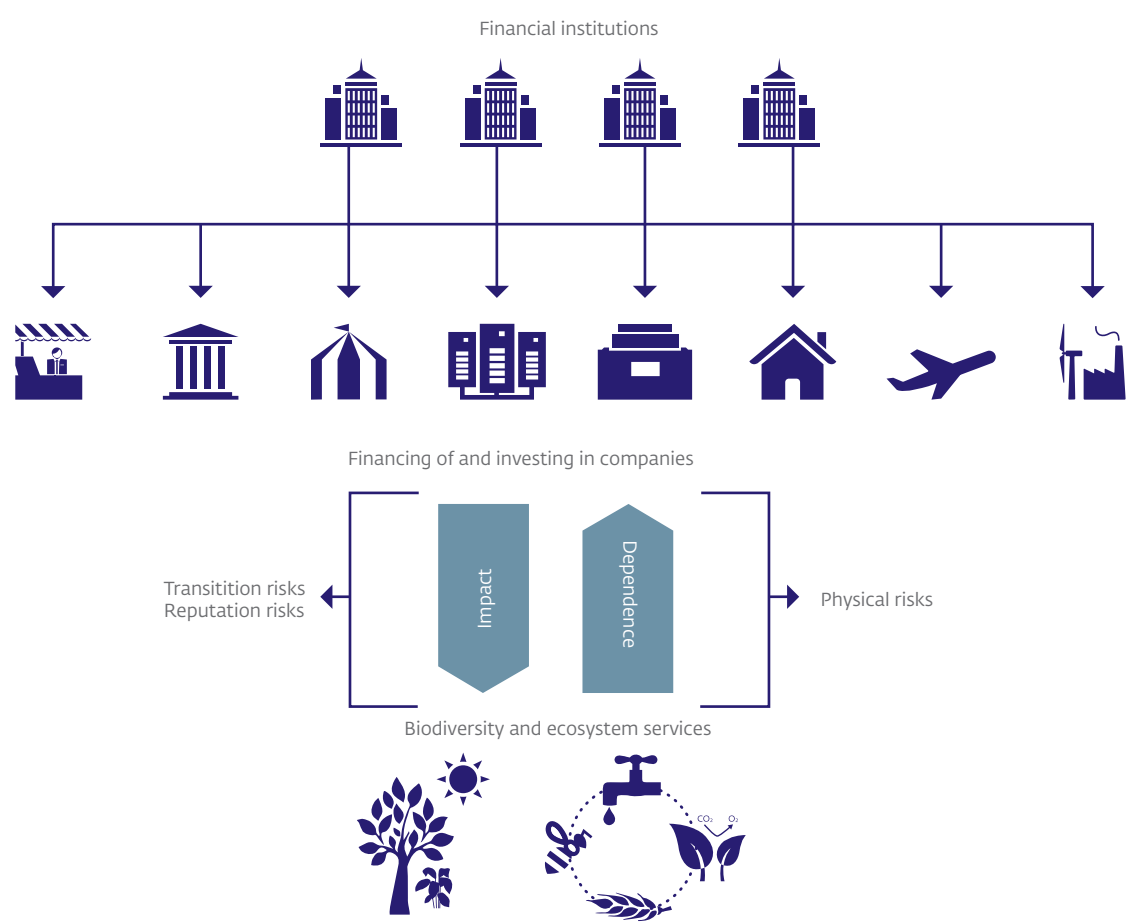 Financial institutions
Financing of and investing in companies
Impact
Dependence
Transitition risks
Reputation risks
Physical risks
Biodiversity and ecosystem services
CO₂
O₂